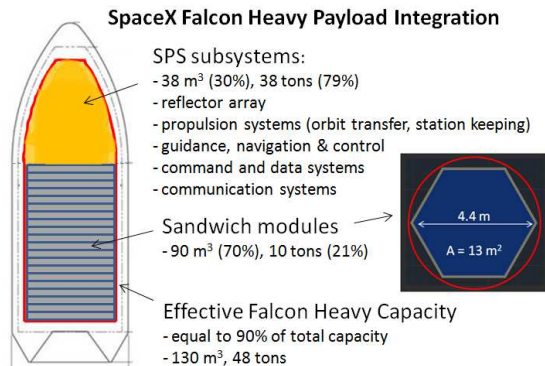 SpaceX Falcon Heavy Payload Integration
SPS subsystems:
- 38 m³ (30%), 38 tons (79%)
- reflector array
- propulsion systems (orbit transfer, station keeping)
- guidance, navigation & control
- command and data systems
- communication systems
Sandwich modules
- 90 m³ (70%), 10 tons (21%)
4.4 m
A = 13 m²
Effective Falcon Heavy Capacity
- equal to 90% of total capacity
- 130 m³, 48 tons